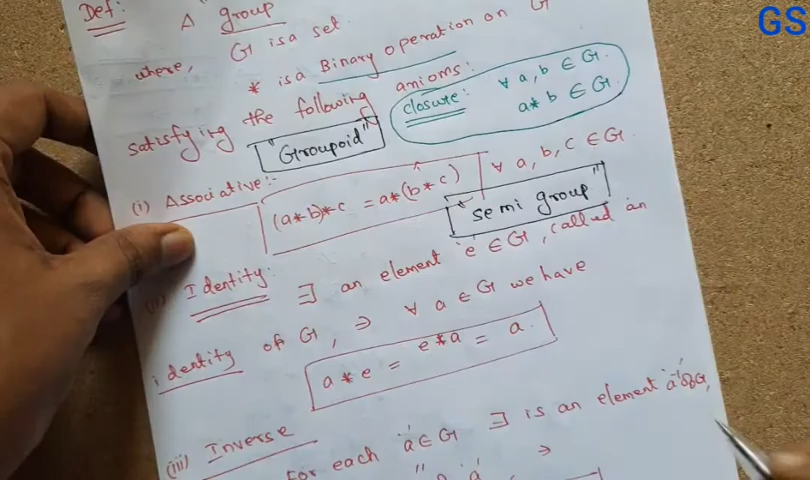 GS
Def: A group G
where, G is a set
* is a Binary operation on G
satisfying the following anioms:
closure: ∀ a, b ∈ G.
a * b ∈ G.
"Groupoid"
(i) Associative:- (a*b)*c = a*(b*c) ∀ a, b, c ∈ G.
"semi group"
(ii) Identity: ∃ an element 'e' ∈ G, called an
identity of G, ⇒ ∀ a ∈ G we have
a * e = e * a = a.
(iii) Inverse
For each 'a' ∈ G ∃ is an element